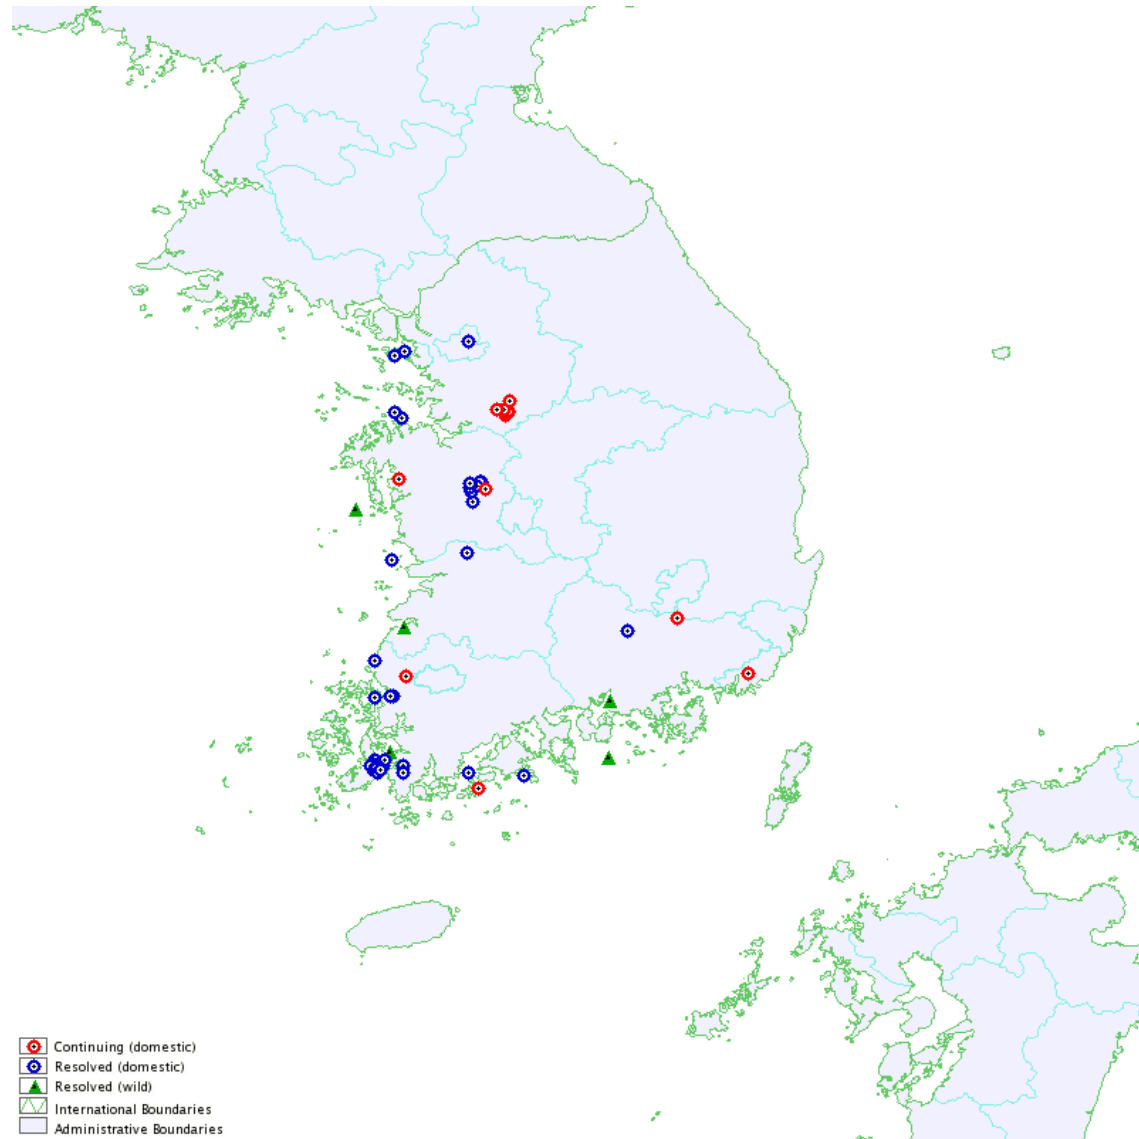 Continuing (domestic)
Resolved (domestic)
Resolved (wild)
International Boundaries
Administrative Boundaries